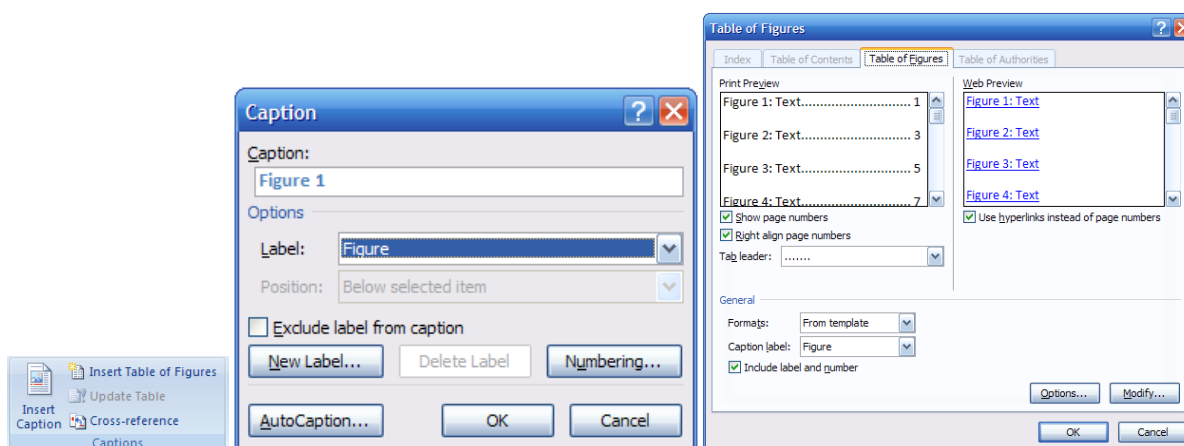 Insert Caption
Insert Table of Figures
Update Table
Cross-reference
Captions
Caption
Caption:
Figure 1
Options
Label: Figure
Position: Below selected item
Exclude label from caption
New Label... Delete Label Numbering...
AutoCaption... OK Cancel
Table of Figures
Index Table of Contents Table of Figures Table of Authorities
Print Preview
Figure 1: Text............................ 1
Figure 2: Text............................ 3
Figure 3: Text............................ 5
Figure 4: Text............................ 7
Show page numbers
Right align page numbers
Tab leader: .......
Web Preview
Figure 1: Text
Figure 2: Text
Figure 3: Text
Figure 4: Text
Use hyperlinks instead of page numbers
General
Formats: From template
Caption label: Figure
Include label and number
Options... Modify...
OK Cancel